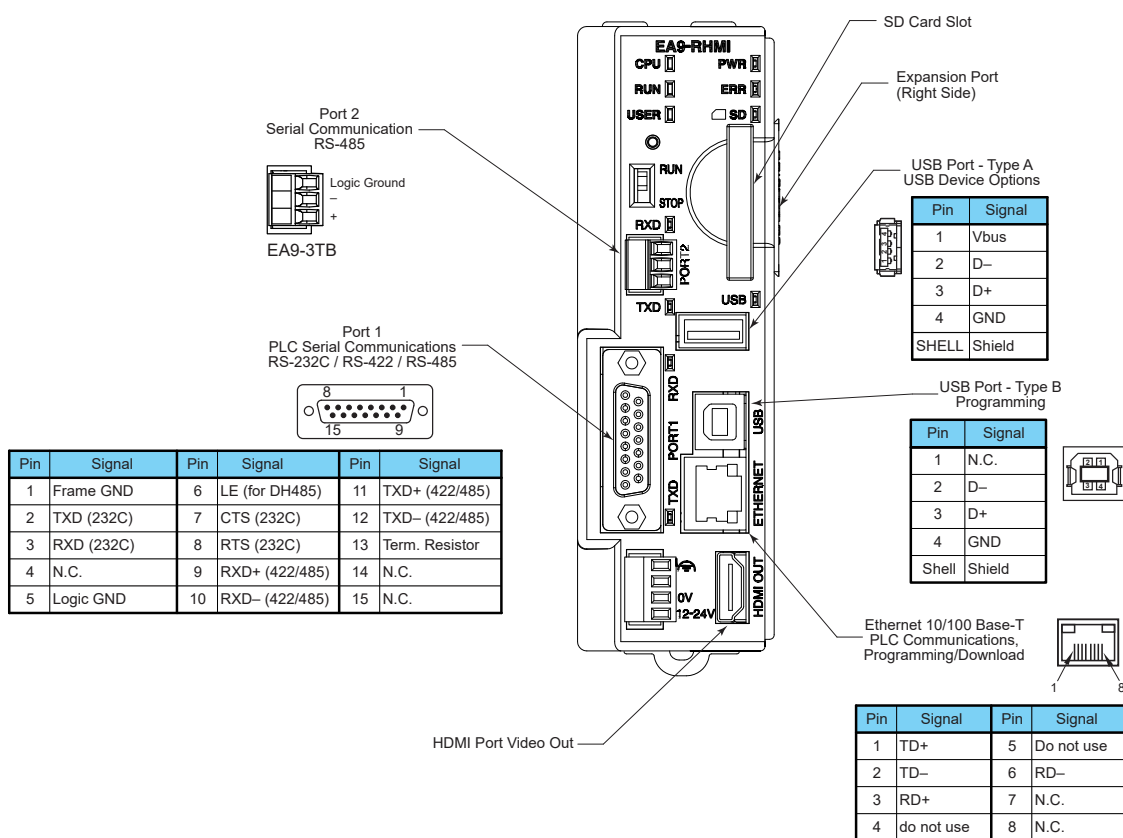 SD Card Slot
EA9-RHMI
CPU PWR
RUN ERR
USER SD
Expansion Port
(Right Side)
Port 2
Serial Communication
RS-485
Logic Ground
–
+
EA9-3TB
RUN
STOP
RXD
PORT2
TXD
USB
USB Port - Type A
USB Device Options
Pin Signal
1 Vbus
2 D–
3 D+
4 GND
SHELL Shield
Port 1
PLC Serial Communications
RS-232C / RS-422 / RS-485
8 1
15 9
Pin Signal Pin Signal Pin Signal
1 Frame GND 6 LE (for DH485) 11 TXD+ (422/485)
2 TXD (232C) 7 CTS (232C) 12 TXD– (422/485)
3 RXD (232C) 8 RTS (232C) 13 Term. Resistor
4 N.C. 9 RXD+ (422/485) 14 N.C.
5 Logic GND 10 RXD– (422/485) 15 N.C.
RXD
PORT1
TXD
USB
ETHERNET
0V
12-24V
HDMI OUT
USB Port - Type B
Programming
Pin Signal
1 N.C.
2 D–
3 D+
4 GND
Shell Shield
2 1
3 4
Ethernet 10/100 Base-T
PLC Communications,
Programming/Download
1 8
HDMI Port Video Out
Pin Signal Pin Signal
1 TD+ 5 Do not use
2 TD– 6 RD–
3 RD+ 7 N.C.
4 do not use 8 N.C.